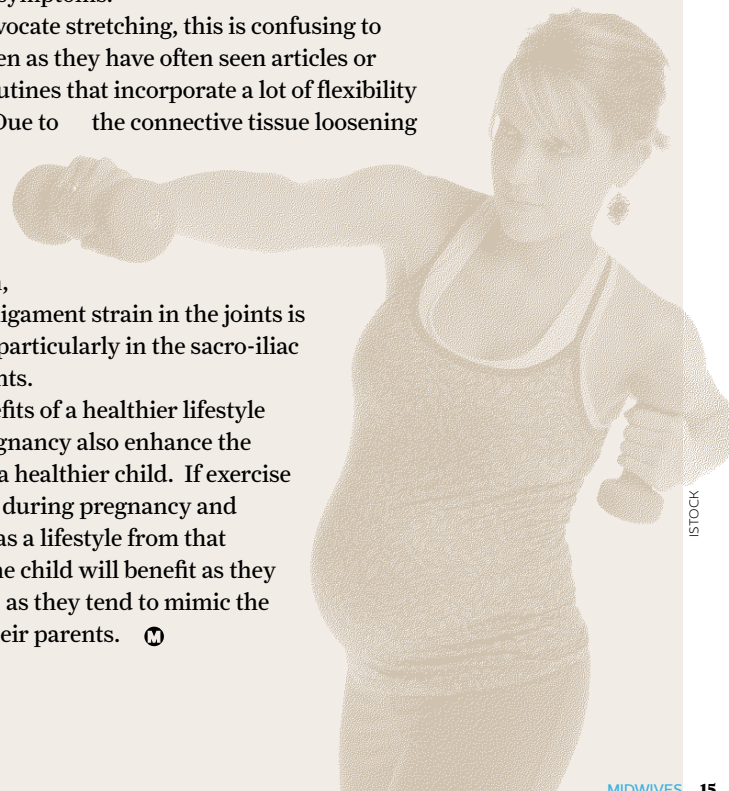 symptoms.
vocate stretching, this is confusing to
en as they have often seen articles or
utines that incorporate a lot of flexibility
Due to the connective tissue loosening
,
igament strain in the joints is
particularly in the sacro-iliac
nts.
efits of a healthier lifestyle
gnancy also enhance the
a healthier child. If exercise
during pregnancy and
as a lifestyle from that
ne child will benefit as they
as they tend to mimic the
eir parents. M
ISTOCK
MIDWIVES 15